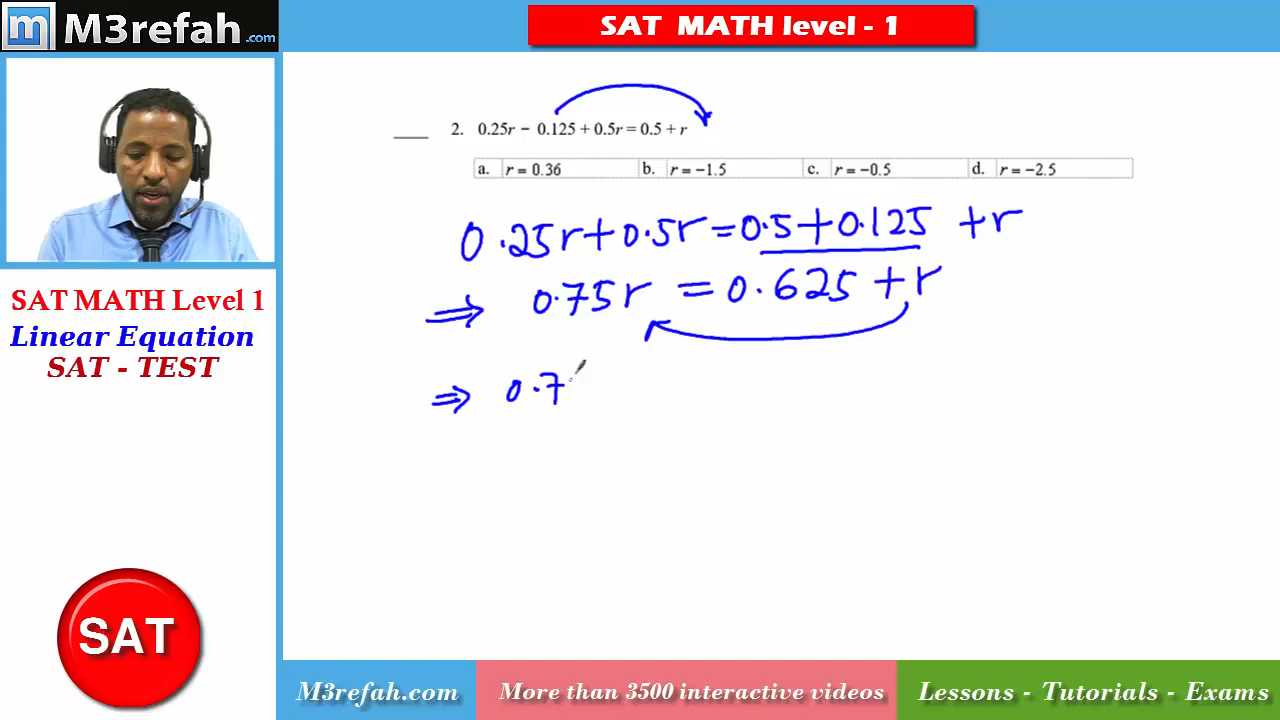 m M3refah.com
SAT MATH level - 1
2. 0.25r − 0.125 + 0.5r = 0.5 + r
a. r = 0.36 b. r = −1.5 c. r = −0.5 d. r = −2.5
0.25r+0.5r=0.5+0.125 +r
⇒ 0.75r = 0.625 +r
⇒ 0.7
SAT MATH Level 1
Linear Equation
SAT - TEST
SAT
M3refah.com
More than 3500 interactive videos
Lessons - Tutorials - Exams